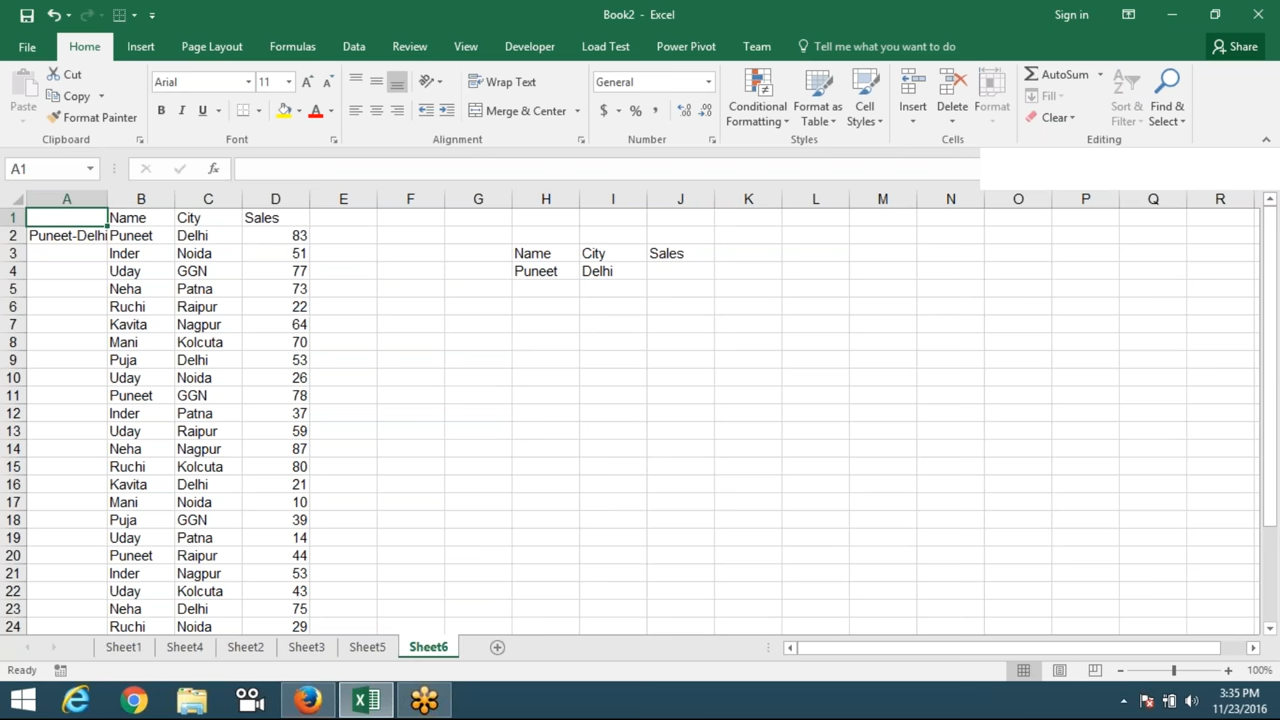 Book2 - Excel
Sign in
File Home Insert Page Layout Formulas Data Review View Developer Load Test Power Pivot Team Tell me what you want to do Share
Paste
Cut
Copy
Format Painter
Clipboard
Arial 11
B I U
Font
Wrap Text
Merge & Center
Alignment
General
$ % ,
Number
Conditional Formatting
Format as Table
Cell Styles
Styles
Insert
Delete
Format
Cells
AutoSum
Fill
Clear
Sort & Filter
Find & Select
Editing
A1
fx
A B C D E F G H I J K L M N O P Q R
1 Name City Sales
2 Puneet-Delhi Puneet Delhi 83
3 Inder Noida 51 Name City Sales
4 Uday GGN 77 Puneet Delhi
5 Neha Patna 73
6 Ruchi Raipur 22
7 Kavita Nagpur 64
8 Mani Kolcuta 70
9 Puja Delhi 53
10 Uday Noida 26
11 Puneet GGN 78
12 Inder Patna 37
13 Uday Raipur 59
14 Neha Nagpur 87
15 Ruchi Kolcuta 80
16 Kavita Delhi 21
17 Mani Noida 10
18 Puja GGN 39
19 Uday Patna 14
20 Puneet Raipur 44
21 Inder Nagpur 53
22 Uday Kolcuta 43
23 Neha Delhi 75
24 Ruchi Noida 29
Sheet1 Sheet4 Sheet2 Sheet3 Sheet5 Sheet6
Ready
100%
3:35 PM
11/23/2016